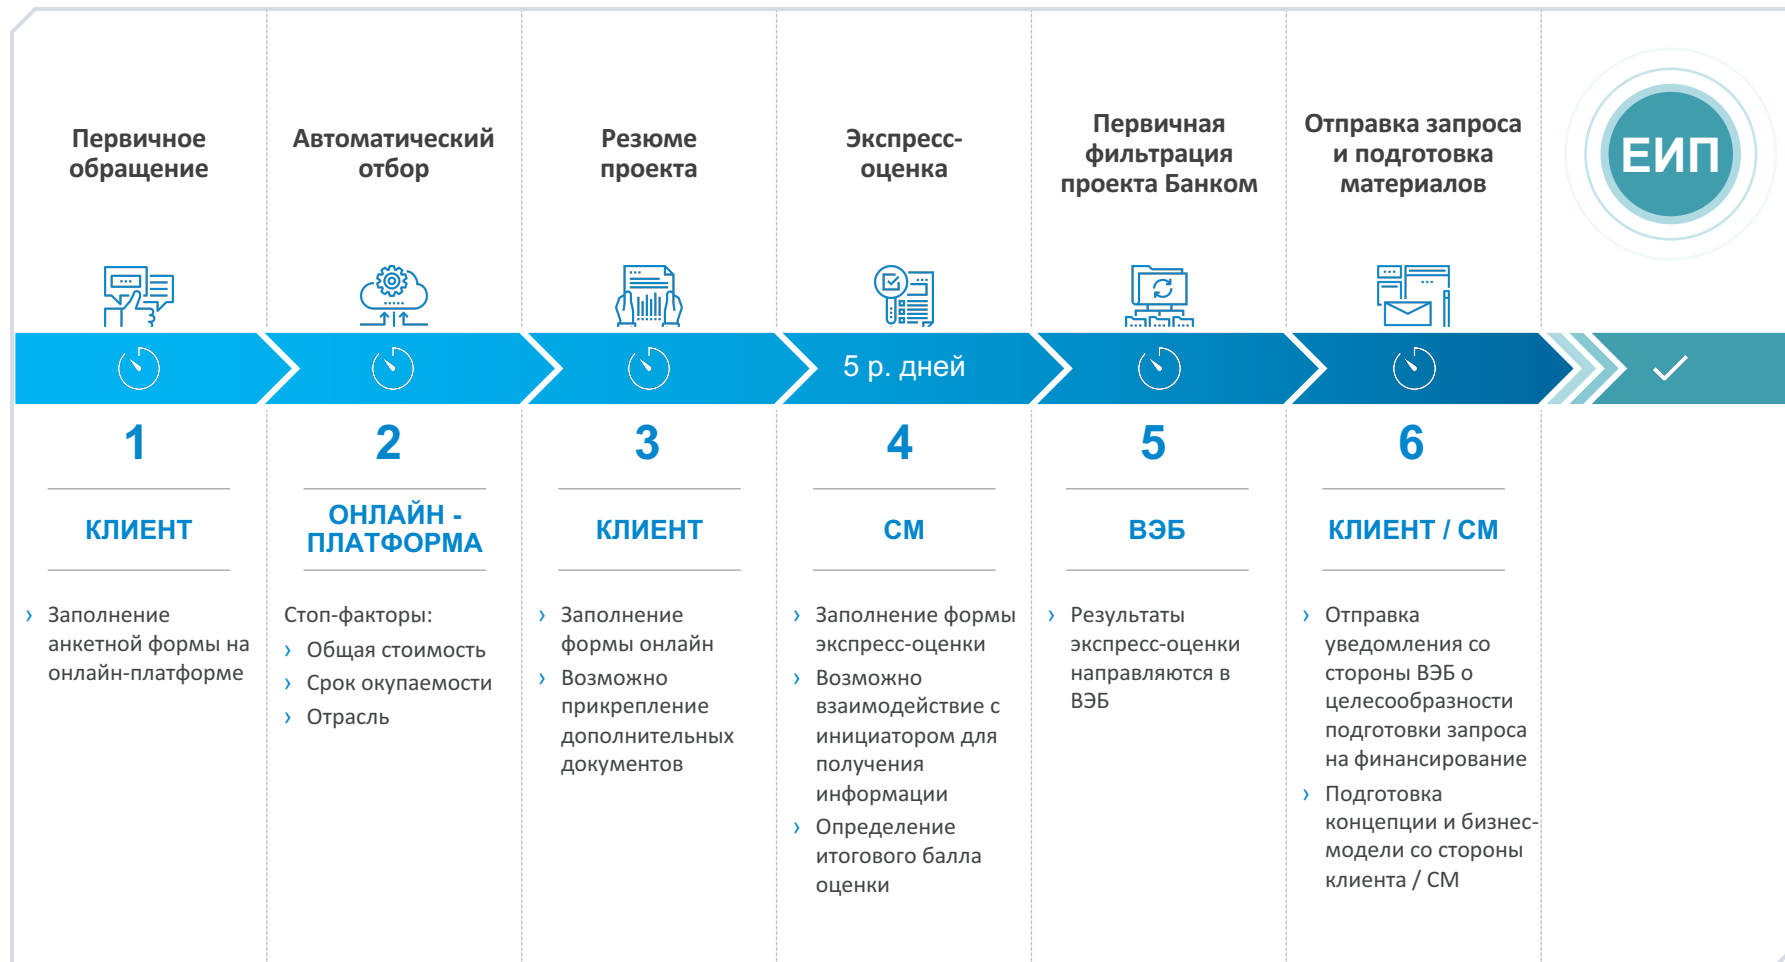 Первичное
обращение
Автоматический
отбор
Резюме
проекта
Экспресс-
оценка
Первичная
фильтрация
проекта Банком
Отправка запроса
и подготовка
материалов
ЕИП
5 р. дней
1
2
3
4
5
6
КЛИЕНТ
ОНЛАЙН -
ПЛАТФОРМА
КЛИЕНТ
СМ
ВЭБ
КЛИЕНТ / СМ
› Заполнение
анкетной формы на
онлайн-платформе
Стоп-факторы:
› Общая стоимость
› Срок окупаемости
› Отрасль
› Заполнение
формы онлайн
› Возможно
прикрепление
дополнительных
документов
› Заполнение формы
экспресс-оценки
› Возможно
взаимодействие с
инициатором для
получения
информации
› Определение
итогового балла
оценки
› Результаты
экспресс-оценки
направляются в
ВЭБ
› Отправка
уведомления со
стороны ВЭБ о
целесообразности
подготовки запроса
на финансирование
› Подготовка
концепции и бизнес-
модели со стороны
клиента / СМ